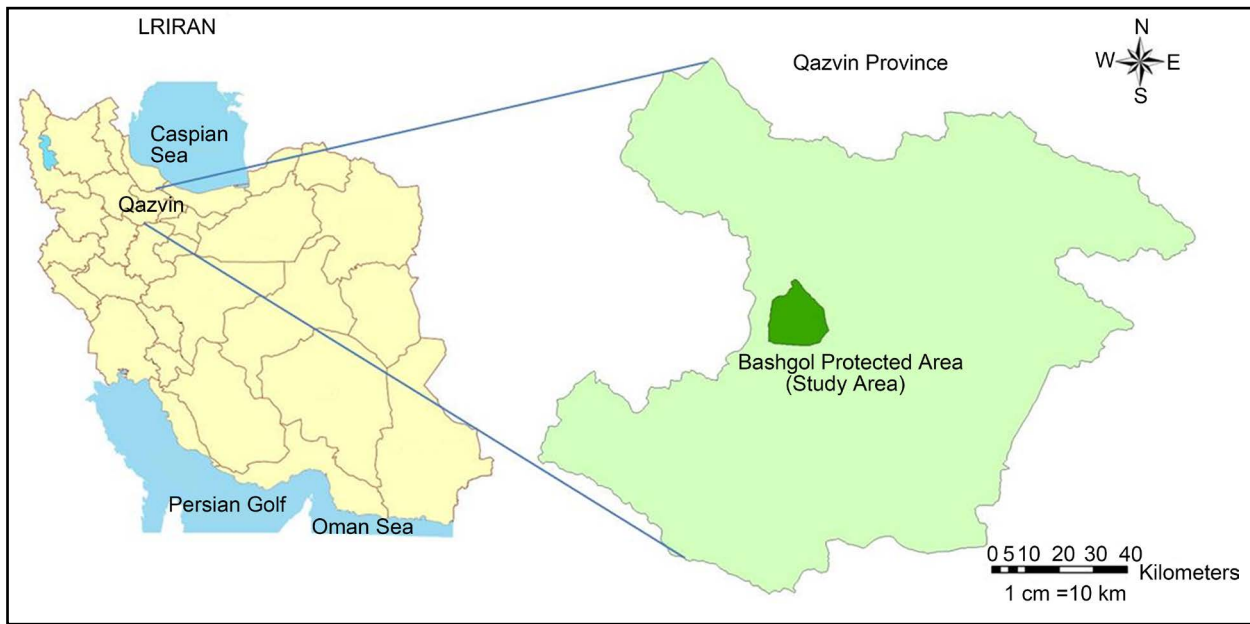 LRIRAN
Qazvin Province
N
W E
S
Caspian
Sea
Qazvin
Bashgol Protected Area
(Study Area)
Persian Golf
Oman Sea
0 5 10 20 30 40
Kilometers
1 cm =10 km